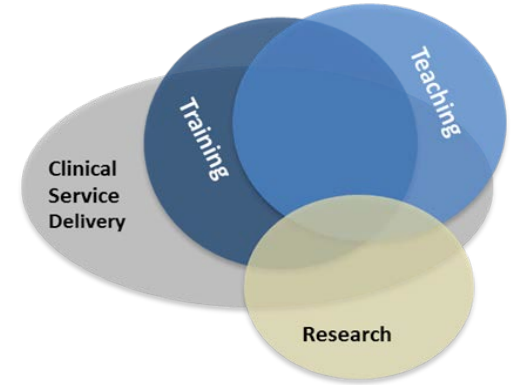 Teaching
Training
Clinical
Service
Delivery
Research